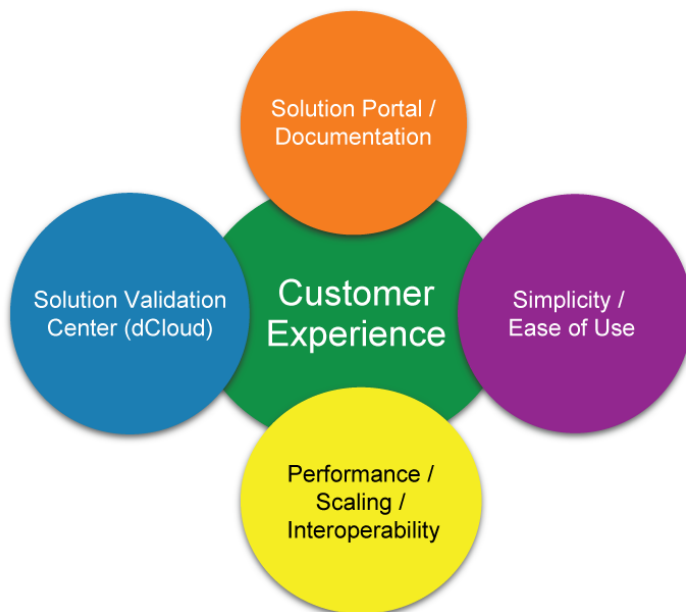 Solution Portal /
Documentation
Solution Validation
Center (dCloud)
Customer
Experience
Simplicity /
Ease of Use
Performance /
Scaling /
Interoperability